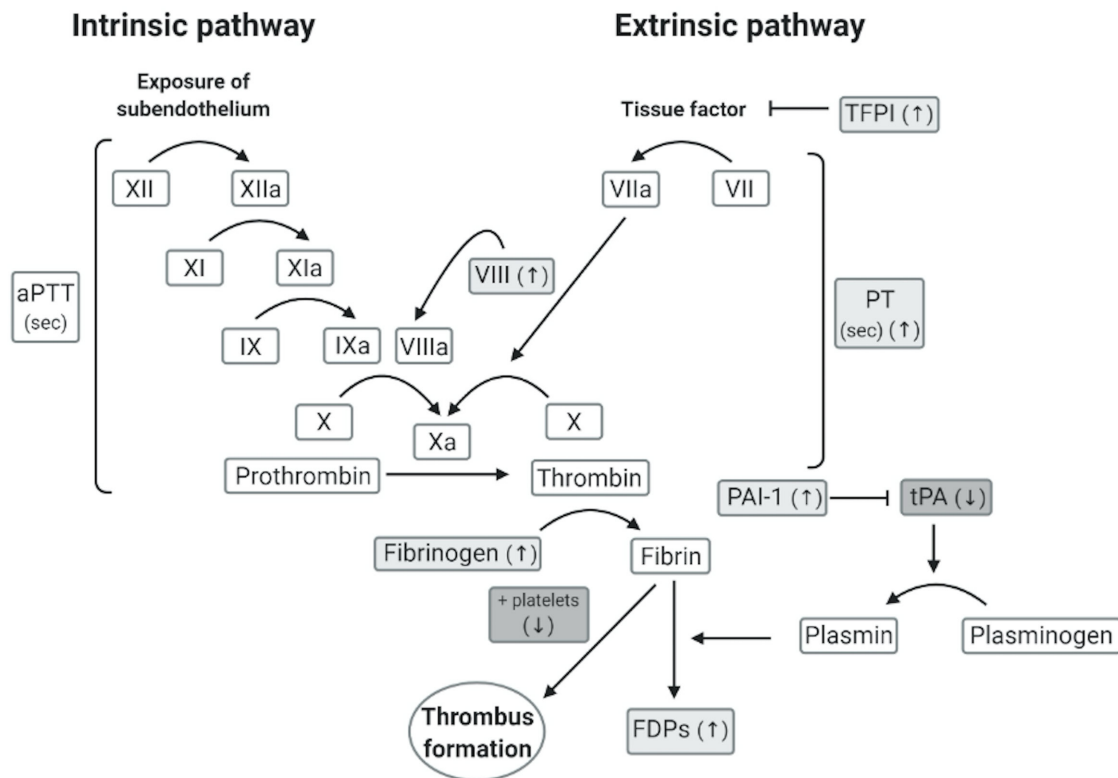 Intrinsic pathway
Extrinsic pathway
Exposure of
subendothelium
Tissue factor
TFPI (↑)
XII
XIIa
VIIa
VII
XI
XIa
VIII (↑)
aPTT
(sec)
PT
(sec) (↑)
IX
IXa
VIIIa
X
Xa
X
Prothrombin
Thrombin
PAI-1 (↑)
tPA (↓)
Fibrinogen (↑)
Fibrin
+ platelets
(↓)
Plasmin
Plasminogen
Thrombus
formation
FDPs (↑)